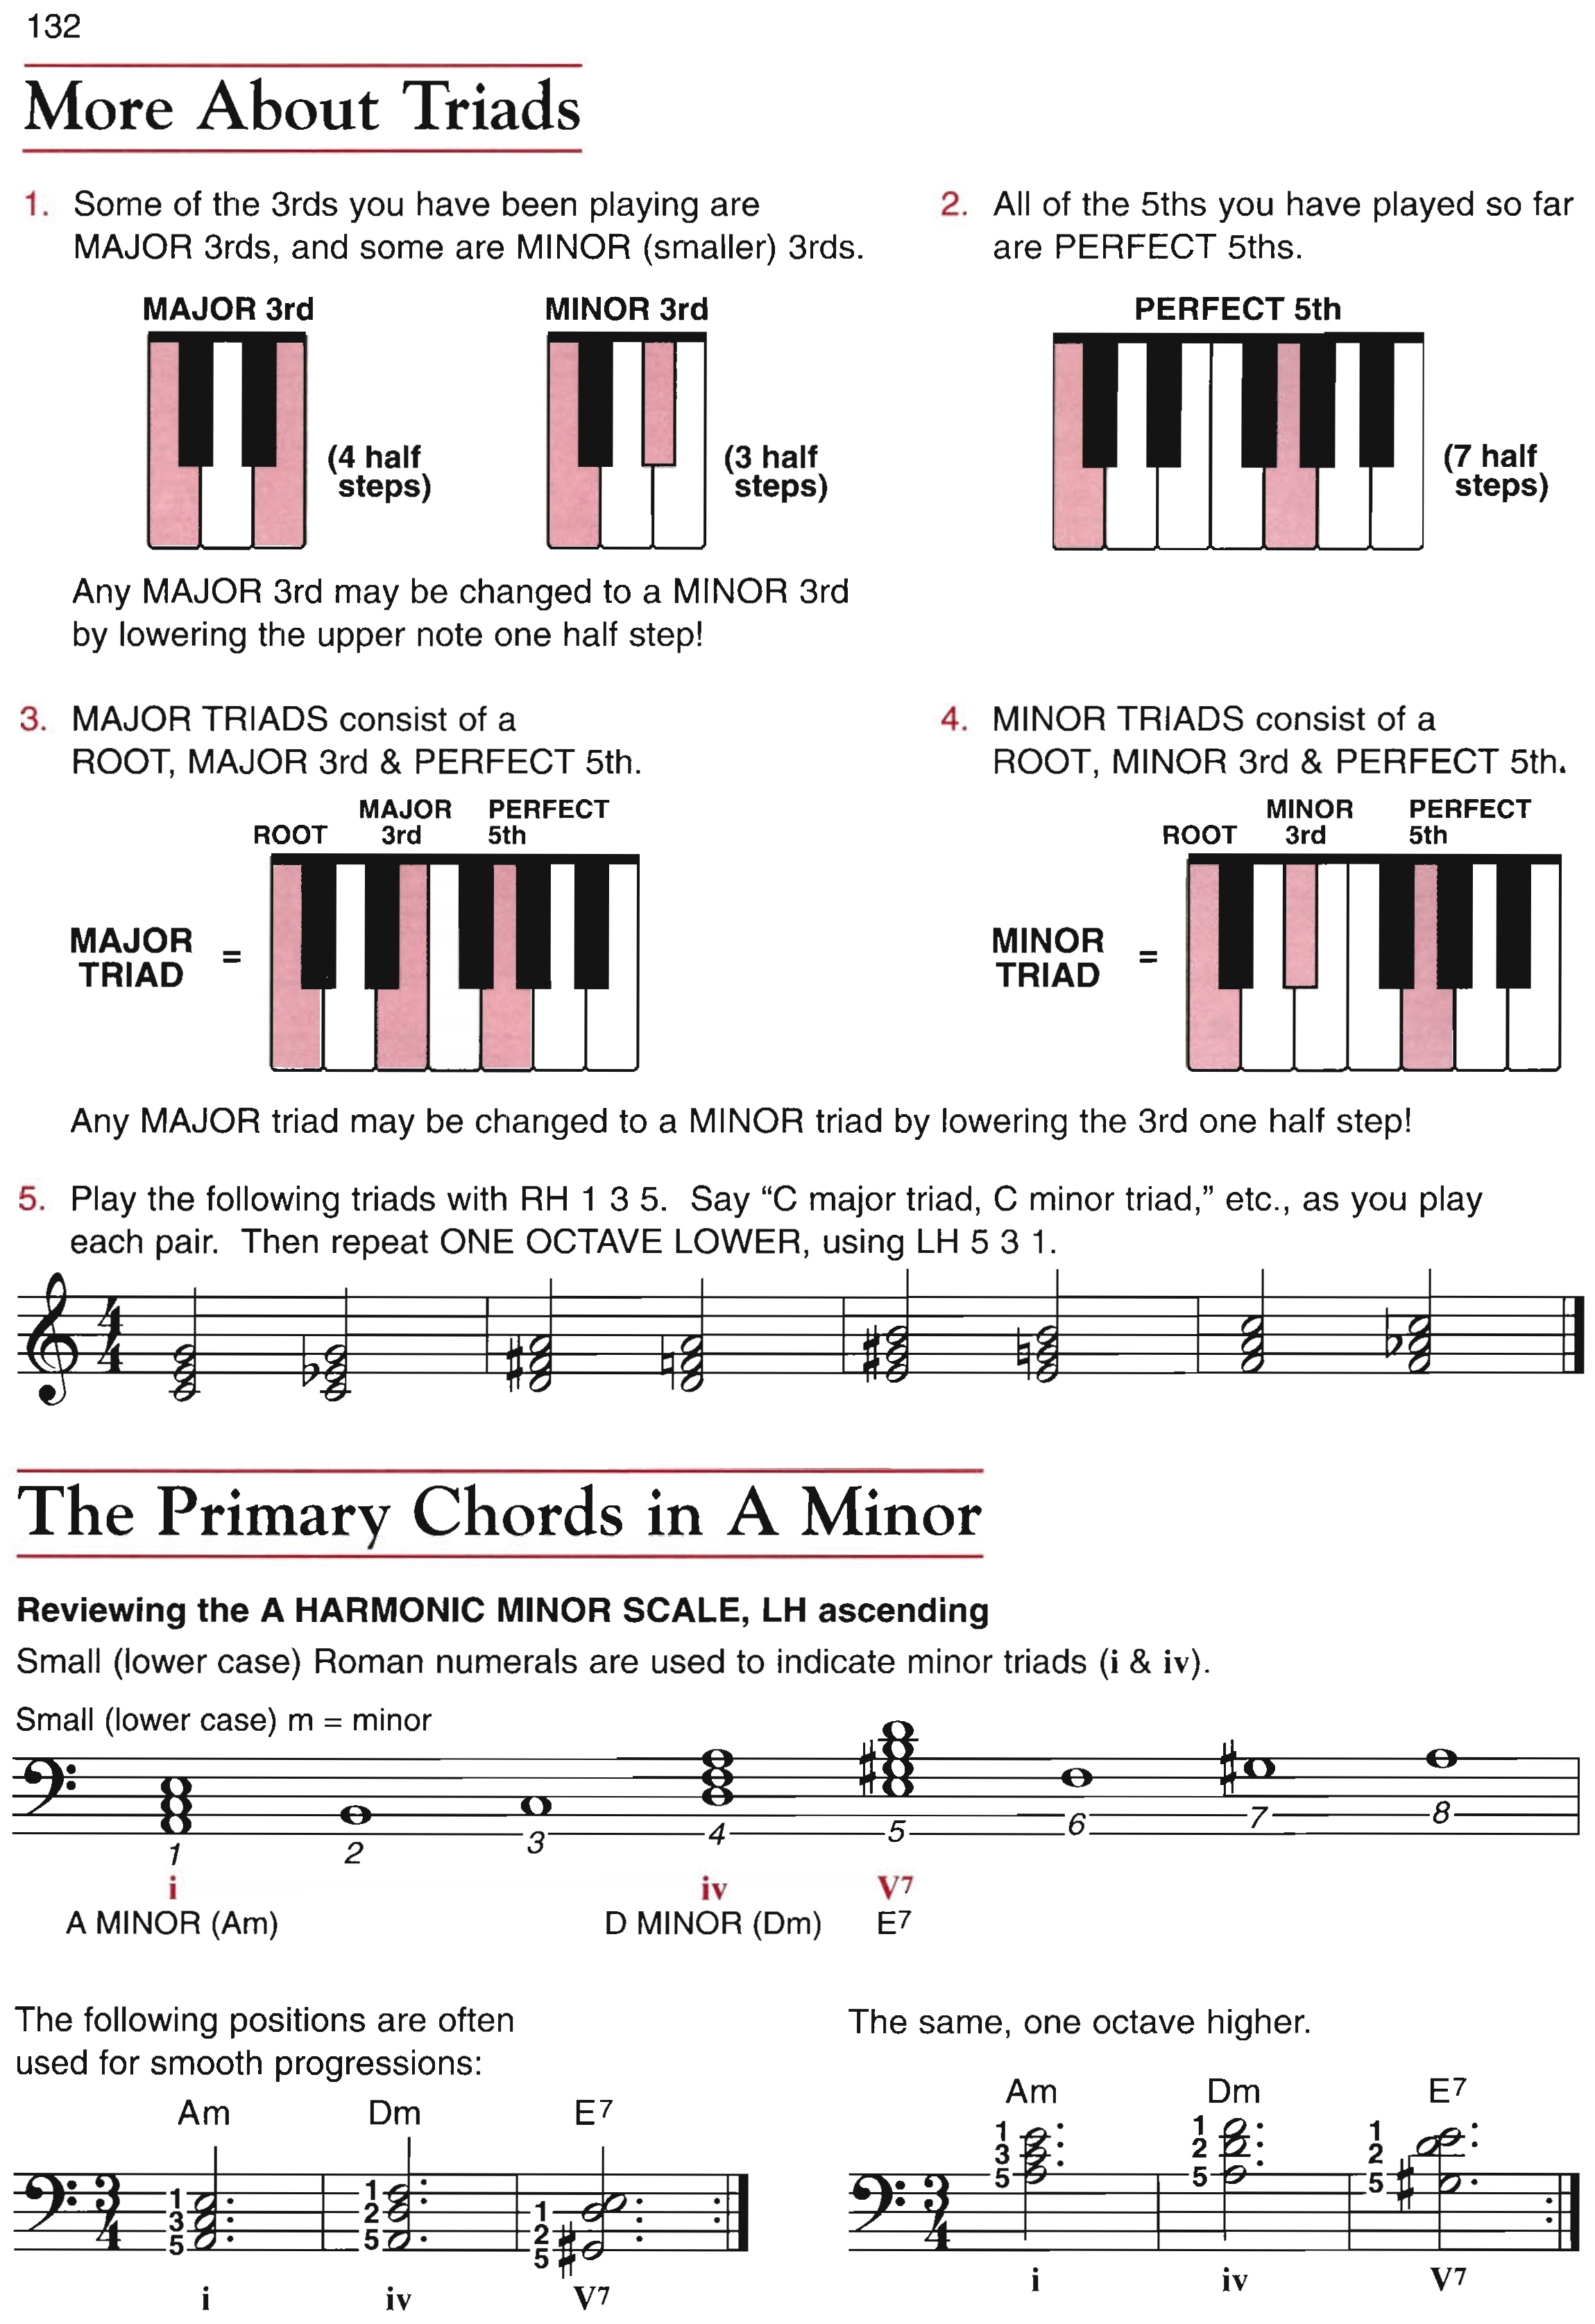 132
More About Triads
1. Some of the 3rds you have been playing are
MAJOR 3rds, and some are MINOR (smaller) 3rds.
MAJOR 3rd
(4 half
steps)
MINOR 3rd
(3 half
steps)
Any MAJOR 3rd may be changed to a MINOR 3rd
by lowering the upper note one half step!
2. All of the 5ths you have played so far
are PERFECT 5ths.
PERFECT 5th
(7 half
steps)
3. MAJOR TRIADS consist of a
ROOT, MAJOR 3rd & PERFECT 5th.
MAJOR PERFECT
ROOT 3rd 5th
MAJOR
TRIAD =
4. MINOR TRIADS consist of a
ROOT, MINOR 3rd & PERFECT 5th.
MINOR PERFECT
ROOT 3rd 5th
MINOR
TRIAD =
Any MAJOR triad may be changed to a MINOR triad by lowering the 3rd one half step!
5. Play the following triads with RH 1 3 5. Say “C major triad, C minor triad,” etc., as you play
each pair. Then repeat ONE OCTAVE LOWER, using LH 5 3 1.
4
4
The Primary Chords in A Minor
Reviewing the A HARMONIC MINOR SCALE, LH ascending
Small (lower case) Roman numerals are used to indicate minor triads (i & iv).
Small (lower case) m = minor
1 2 3 4 5 6 7 8
i iv V7
A MINOR (Am) D MINOR (Dm) E7
The following positions are often
used for smooth progressions:
Am Dm E7
3
4
1 1 1
3 2 2
5 5 5
i iv V7
The same, one octave higher.
Am Dm E7
3
4
1 1 1
3 2 2
5 5 5
i iv V7